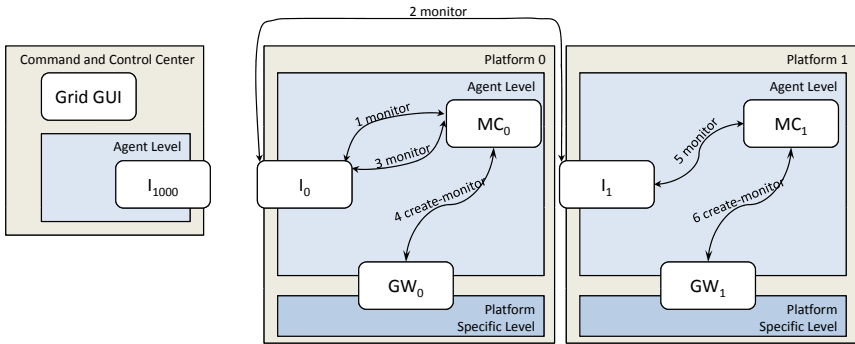 2 monitor
Command and Control Center
Grid GUI
Agent Level
I1000
Platform 0
Agent Level
1 monitor
MC0
3 monitor
I0
4 create-monitor
GW0
Platform
Specific Level
Platform 1
Agent Level
MC1
5 monitor
I1
6 create-monitor
GW1
Platform
Specific Level